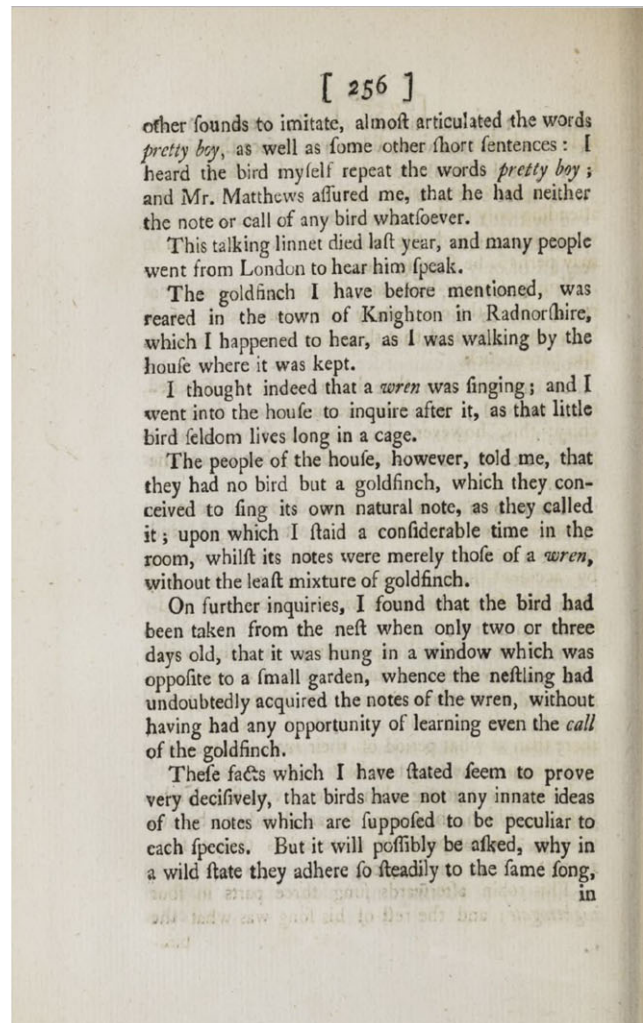 [ 256 ]
other ſounds to imitate, almoſt articulated the words
pretty boy, as well as ſome other ſhort ſentences: I
heard the bird myſelf repeat the words pretty boy;
and Mr. Matthews aſſured me, that he had neither
the note or call of any bird whatſoever.
This talking linnet died laſt year, and many people
went from London to hear him ſpeak.
The goldfinch I have before mentioned, was
reared in the town of Knighton in Radnorſhire,
which I happened to hear, as I was walking by the
houſe where it was kept.
I thought indeed that a wren was ſinging; and I
went into the houſe to inquire after it, as that little
bird ſeldom lives long in a cage.
The people of the houſe, however, told me, that
they had no bird but a goldfinch, which they con-
ceived to ſing its own natural note, as they called
it; upon which I ſtaid a conſiderable time in the
room, whilſt its notes were merely thoſe of a wren,
without the leaſt mixture of goldfinch.
On further inquiries, I found that the bird had
been taken from the neſt when only two or three
days old, that it was hung in a window which was
oppoſite to a ſmall garden, whence the neſtling had
undoubtedly acquired the notes of the wren, without
having had any opportunity of learning even the call
of the goldfinch.
Theſe facts which I have ſtated ſeem to prove
very deciſively, that birds have not any innate ideas
of the notes which are ſuppoſed to be peculiar to
each ſpecies. But it will poſſibly be aſked, why in
a wild ſtate they adhere ſo ſteadily to the ſame ſong,
in